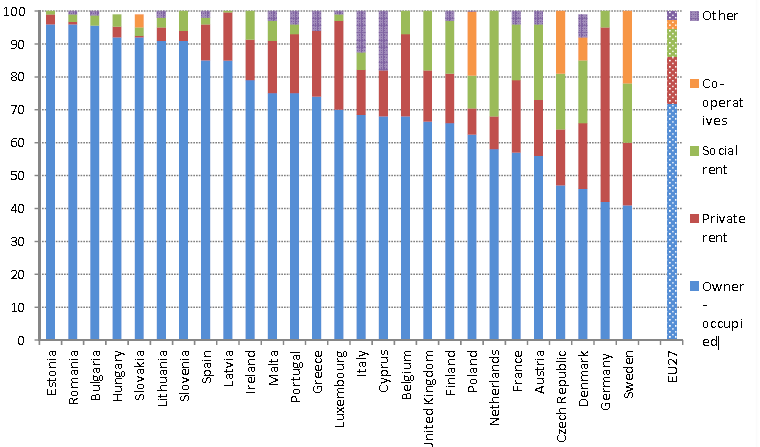 100
90
80
70
60
50
40
30
20
10
0
Estonia
Romania
Bulgaria
Hungary
Slovakia
Lithuania
Slovenia
Spain
Latvia
Ireland
Malta
Portugal
Greece
Luxembourg
Italy
Cyprus
Belgium
United Kingdom
Finland
Poland
Netherlands
France
Austria
Czech Republic
Denmark
Germany
Sweden
EU27
Other
Co-
operat
ives
Social
rent
Private
rent
Owner
-
occupi
ed